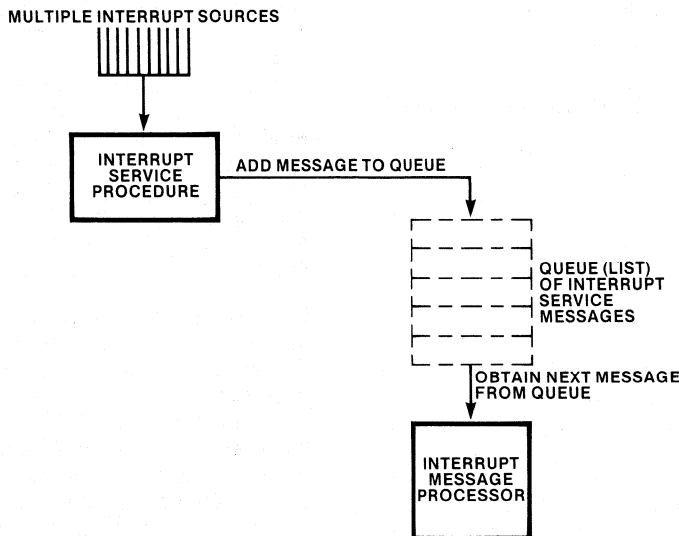 MULTIPLE INTERRUPT SOURCES
INTERRUPT
SERVICE
PROCEDURE
ADD MESSAGE TO QUEUE
QUEUE (LIST)
OF INTERRUPT
SERVICE
MESSAGES
OBTAIN NEXT MESSAGE
FROM QUEUE
INTERRUPT
MESSAGE
PROCESSOR